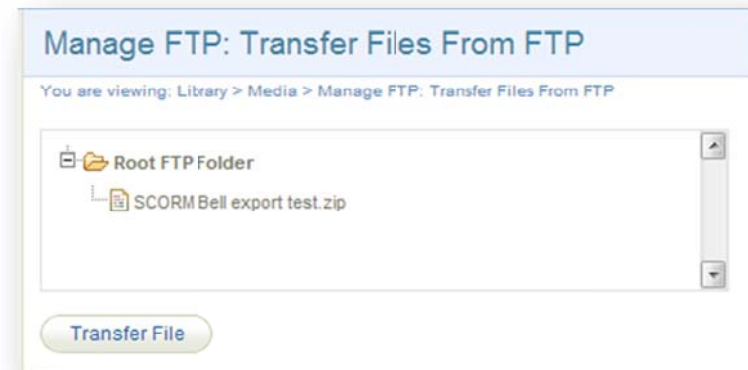 Manage FTP: Transfer Files From FTP
You are viewing: Library > Media > Manage FTP: Transfer Files From FTP
Root FTP Folder
SCORM Bell export test.zip
Transfer File